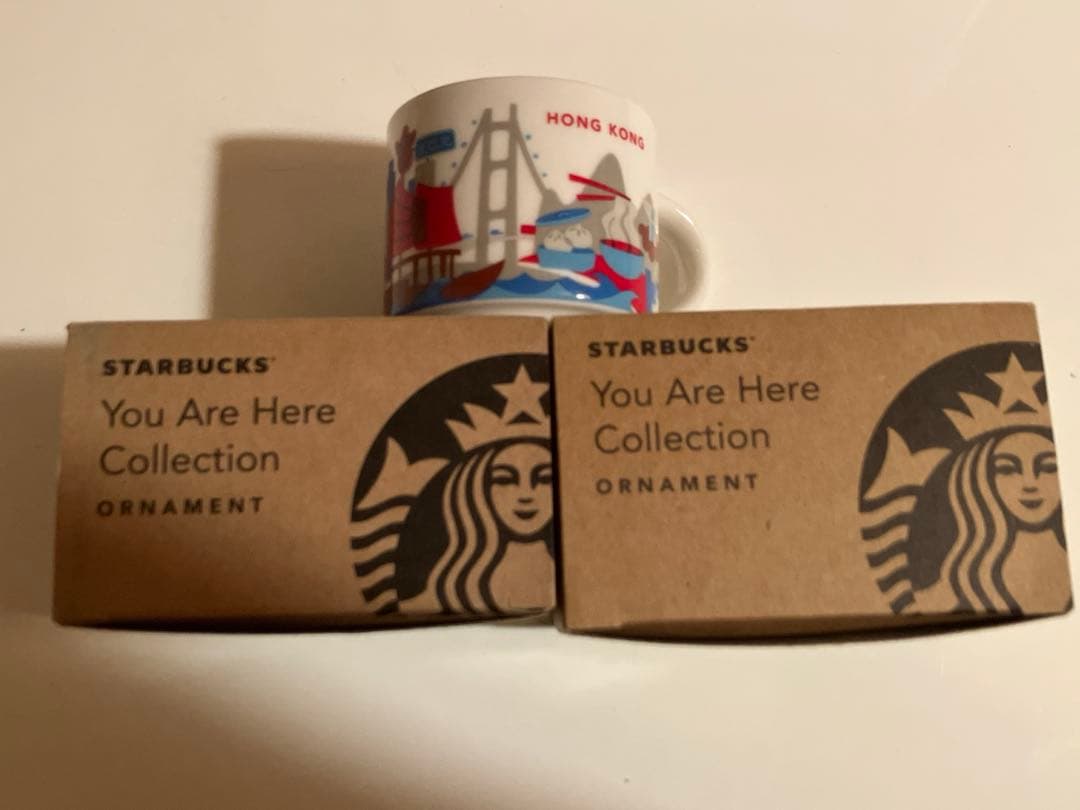 HONG KONG
STARBUCKS
You Are Here
Collection
ORNAMENT
STARBUCKS
You Are Here
Collection
ORNAMENT